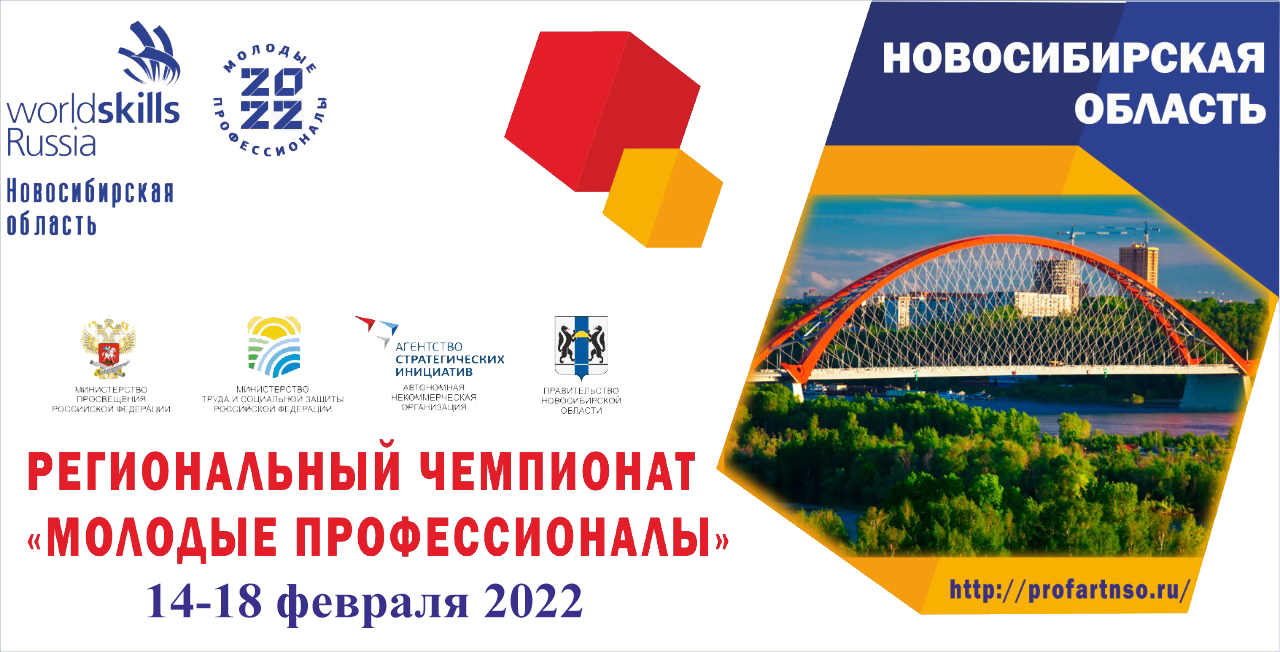 worldskills
Russia
Новосибирская
область
МОЛОДЫЕ
2022
ПРОФЕССИОНАЛЫ
НОВОСИБИРСКАЯ
ОБЛАСТЬ
МИНИСТЕРСТВО
ПРОСВЕЩЕНИЯ
РОССИЙСКОЙ ФЕДЕРАЦИИ
МИНИСТЕРСТВО
ТРУДА И СОЦИАЛЬНОЙ ЗАЩИТЫ
РОССИЙСКОЙ ФЕДЕРАЦИИ
АГЕНТСТВО
СТРАТЕГИЧЕСКИХ
ИНИЦИАТИВ
АВТОНОМНАЯ
НЕКОММЕРЧЕСКАЯ
ОРГАНИЗАЦИЯ
ПРАВИТЕЛЬСТВО
НОВОСИБИРСКОЙ
ОБЛАСТИ
РЕГИОНАЛЬНЫЙ ЧЕМПИОНАТ
«МОЛОДЫЕ ПРОФЕССИОНАЛЫ»
14-18 февраля 2022
http://profartnso.ru/